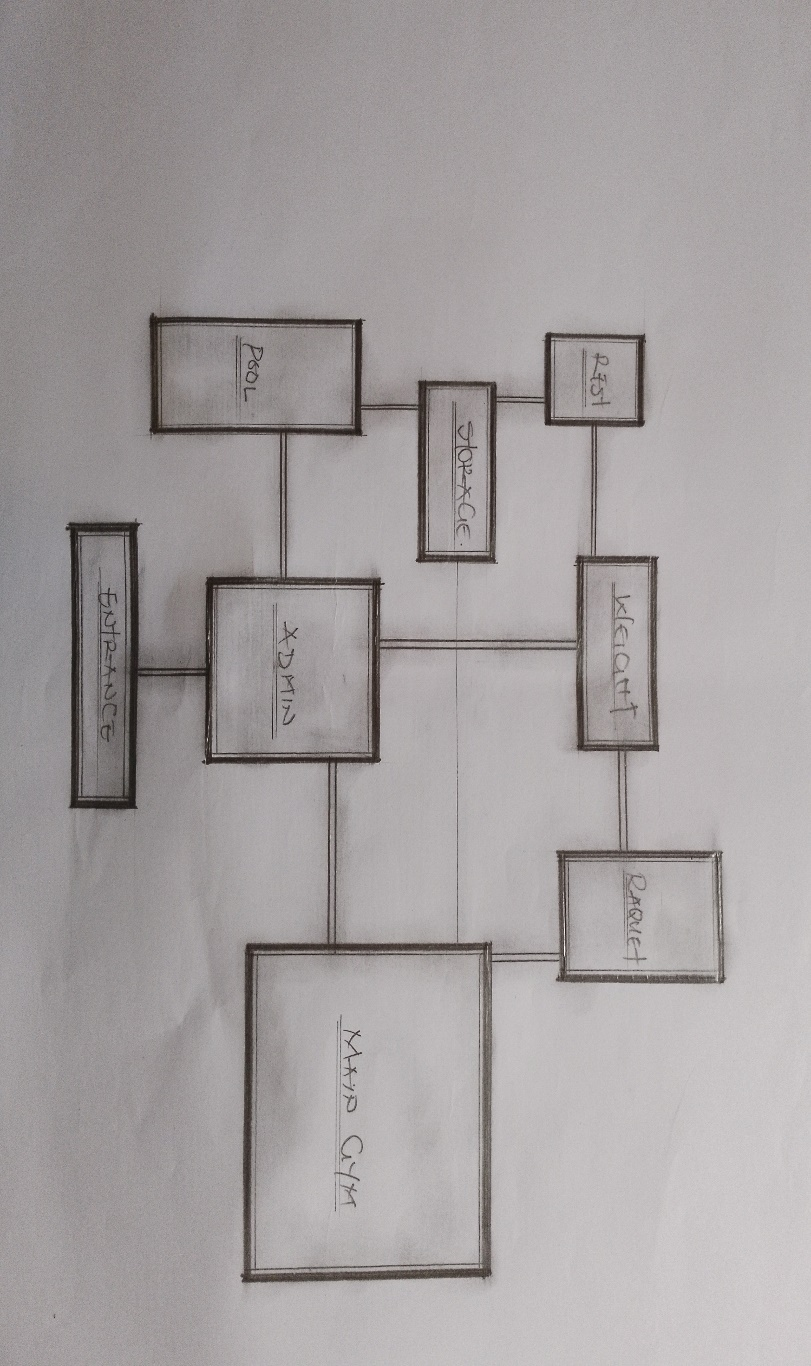 REST
WEIGHT
RAQUET
STORAGE.
POOL
ADMIN
MAIN GYM
ENTRANCE